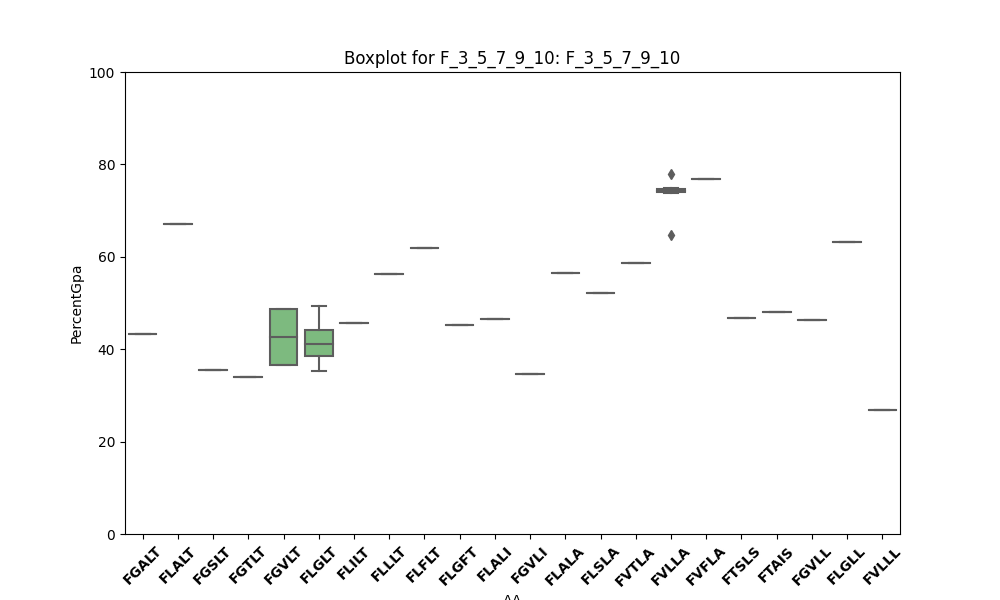 Boxplot for F_3_5_7_9_10: F_3_5_7_9_10
100
80
60
40
20
0
PercentGpa
FGALT
FLALT
FGSLT
FGTLT
FGVLT
FLGLT
FLILT
FLLLT
FLFLT
FLGFT
FLALI
FGVLI
FLALA
FLSLA
FVTLA
FVLLA
FVFLA
FTSLS
FTAIS
FGVLL
FLGLL
FVLLL
AA